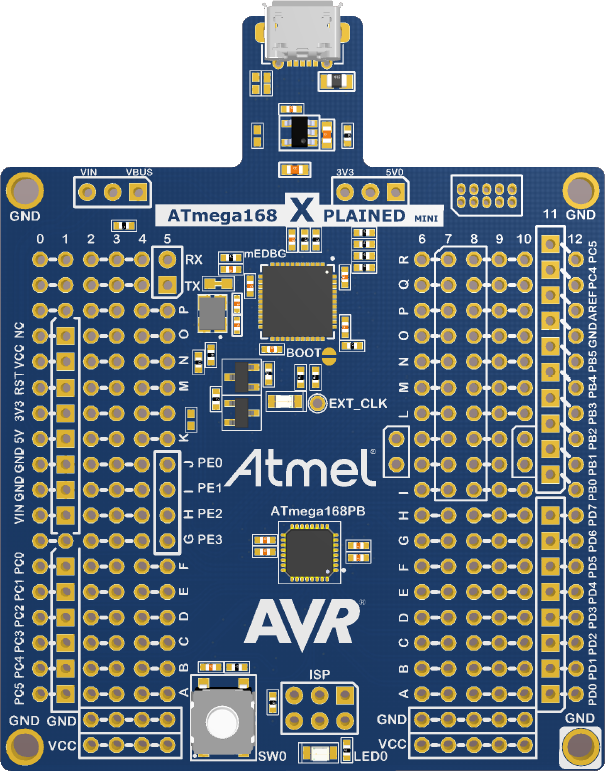 VIN VBUS 3V3 5V0
GND GND
ATmega168 X PLAINED MINI
11
0 1 2 3 4 5 6 7 8 9 10 12
RX mEDBG R
TX Q
P P
O BOOT O
N N
M M
EXT_CLK L
K
Atmel®
J PE0
I PE1 I
H PE2 ATmega168PB H
G PE3 G
F F
E E
D AVR® D
C C
B B
A ISP A
NC
VCC
RST
3V3
5V
GND
GND
VIN
PC0
PC1
PC2
PC3
PC4
PC5
PC5
PC4
AREF
GND
PB5
PB4
PB3
PB2
PB1
PB0
PD7
PD6
PD5
PD4
PD3
PD2
PD1
PD0
GND GND GND GND
VCC SW0 LED0 VCC